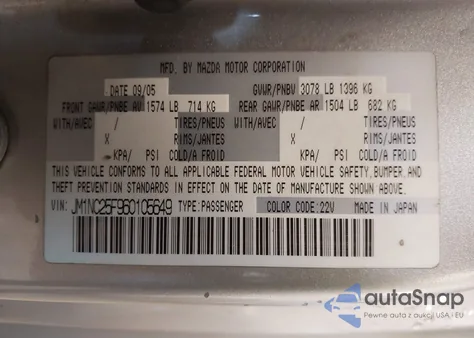 MFD. BY MAZDA MOTOR CORPORATION
DATE 09/05 GVWR/PNBV 3078 LB 1396 KG
FRONT GAWR/PNBE AV 1574 LB 714 KG REAR GAWR/PNBE AR 1504 LB 682 KG
WITH/AVEC / TIRES/PNEUS WITH/AVEC / TIRES/PNEUS
X RIMS/JANTES X RIMS/JANTES
KPA/ PSI COLD/A FROID KPA/ PSI COLD/A FROID
THIS VEHICLE CONFORMS TO ALL APPLICABLE FEDERAL MOTOR VEHICLE SAFETY, BUMPER, AND
THEFT PREVENTION STANDARDS IN EFFECT ON THE DATE OF MANUFACTURE SHOWN ABOVE.
VIN: JM1NC25F960105649 TYPE:PASSENGER COLOR CODE:22V MADE IN JAPAN
autoSnap
Pewne auta z aukcji USA i EU